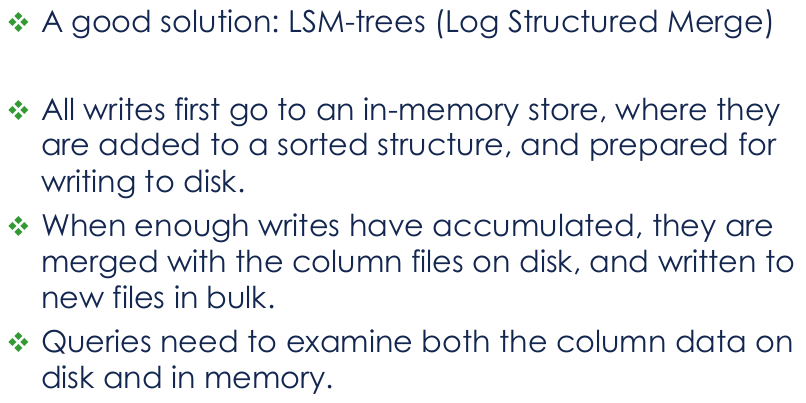 ❖ A good solution: LSM-trees (Log Structured Merge)
❖ All writes first go to an in-memory store, where they
are added to a sorted structure, and prepared for
writing to disk.
❖ When enough writes have accumulated, they are
merged with the column files on disk, and written to
new files in bulk.
❖ Queries need to examine both the column data on
disk and in memory.